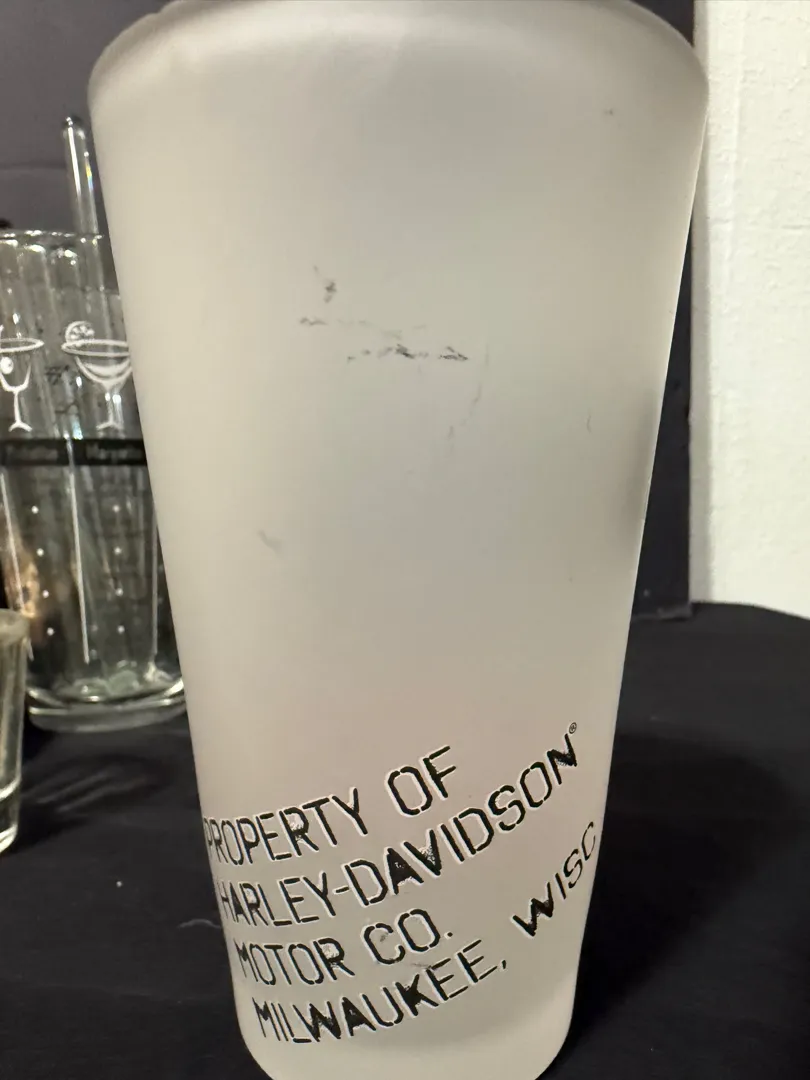 PROPERTY OF
HARLEY-DAVIDSON®
MOTOR CO.
MILWAUKEE, WISC